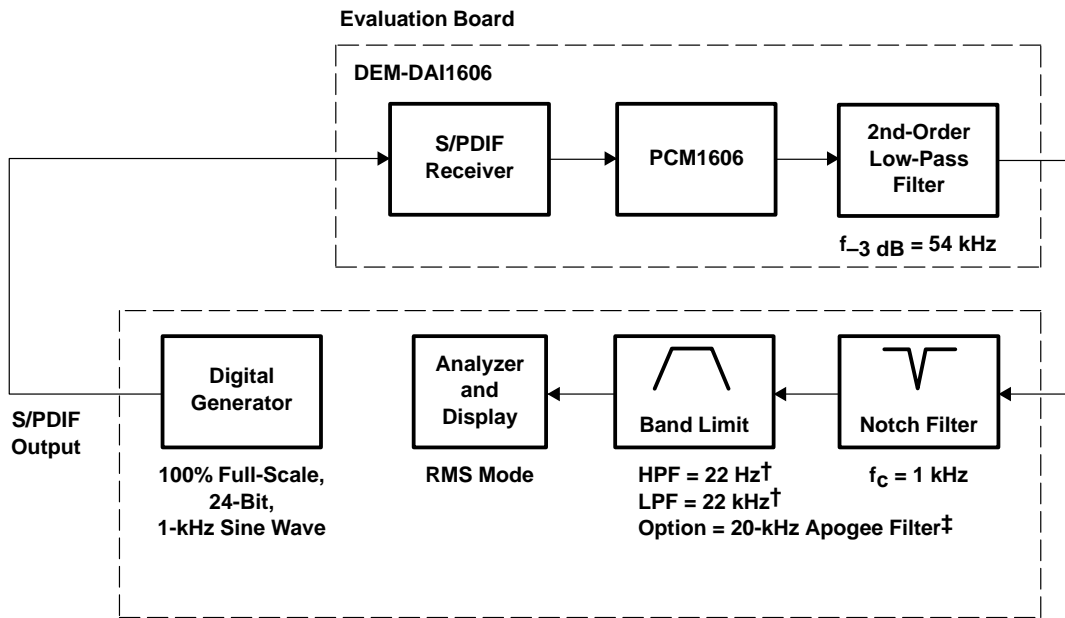 Evaluation Board
DEM-DAI1606
S/PDIF
Receiver
PCM1606
2nd-Order
Low-Pass
Filter
f–3 dB = 54 kHz
Digital
Generator
Analyzer
and
Display
Band Limit
Notch Filter
S/PDIF
Output
100% Full-Scale,
24-Bit,
1-kHz Sine Wave
RMS Mode
HPF = 22 Hz†
LPF = 22 kHz†
Option = 20-kHz Apogee Filter‡
fC = 1 kHz